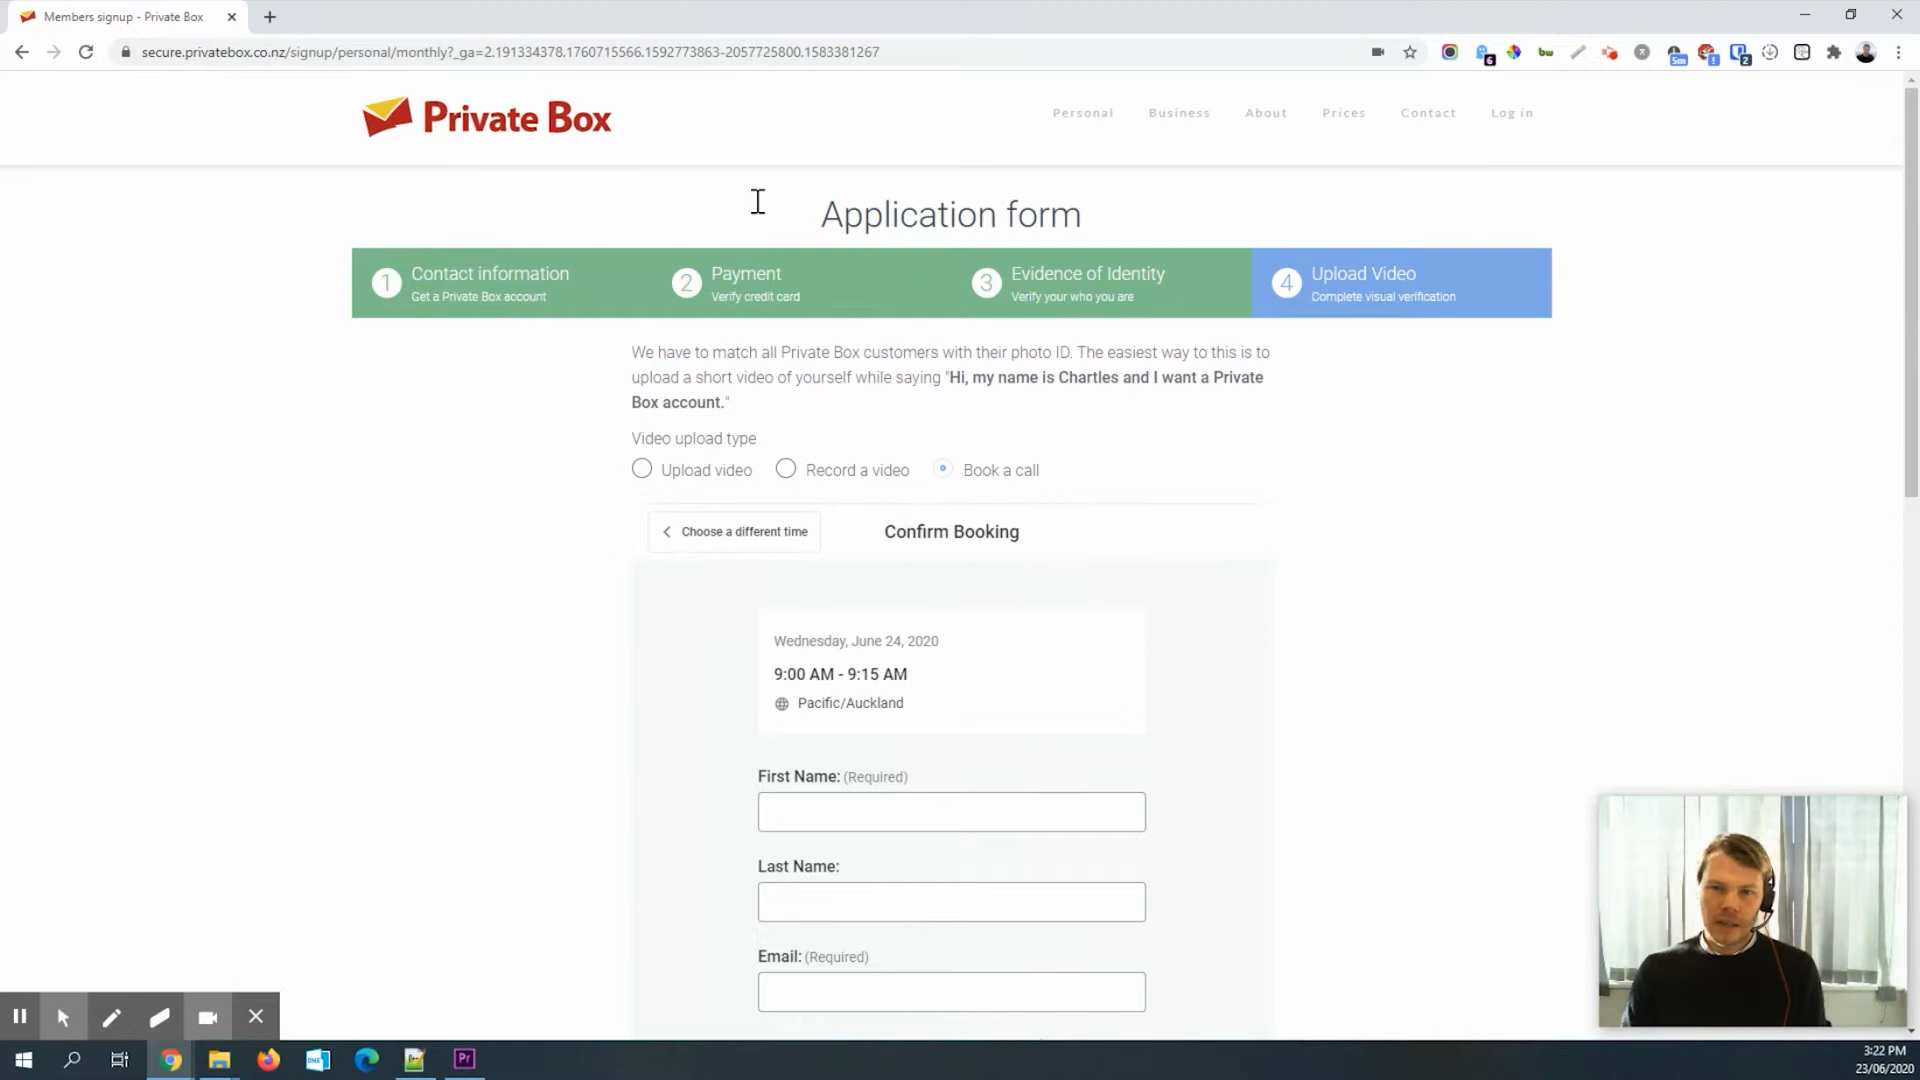 Members signup - Private Box
secure.privatebox.co.nz/signup/personal/monthly?_ga=2.191334378.1760715566.1592773863-2057725800.1583381267
6
bw
5m
!
2
Private Box
Personal Business About Prices Contact Log in
Application form
1 Contact information
Get a Private Box account
2 Payment
Verify credit card
3 Evidence of Identity
Verify your who you are
4 Upload Video
Complete visual verification
We have to match all Private Box customers with their photo ID. The easiest way to this is to
upload a short video of yourself while saying "Hi, my name is Chartles and I want a Private
Box account."
Video upload type
Upload video Record a video Book a call
Choose a different time
Confirm Booking
Wednesday, June 24, 2020
9:00 AM - 9:15 AM
Pacific/Auckland
First Name: (Required)
Last Name:
Email: (Required)
Pr
3:22 PM
23/06/2020